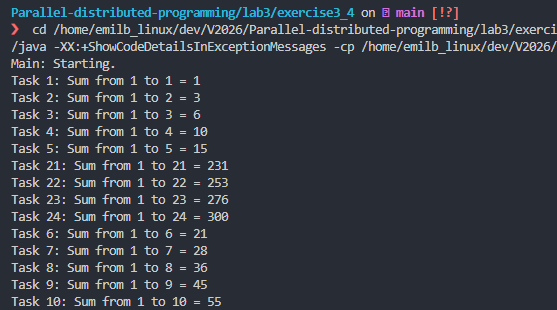 Parallel-distributed-programming/lab3/exercise3_4 on main [!?]
❯ cd /home/emilb_linux/dev/V2026/Parallel-distributed-programming/lab3/exerci
/java -XX:+ShowCodeDetailsInExceptionMessages -cp /home/emilb_linux/dev/V2026/
Main: Starting.
Task 1: Sum from 1 to 1 = 1
Task 2: Sum from 1 to 2 = 3
Task 3: Sum from 1 to 3 = 6
Task 4: Sum from 1 to 4 = 10
Task 5: Sum from 1 to 5 = 15
Task 21: Sum from 1 to 21 = 231
Task 22: Sum from 1 to 22 = 253
Task 23: Sum from 1 to 23 = 276
Task 24: Sum from 1 to 24 = 300
Task 6: Sum from 1 to 6 = 21
Task 7: Sum from 1 to 7 = 28
Task 8: Sum from 1 to 8 = 36
Task 9: Sum from 1 to 9 = 45
Task 10: Sum from 1 to 10 = 55